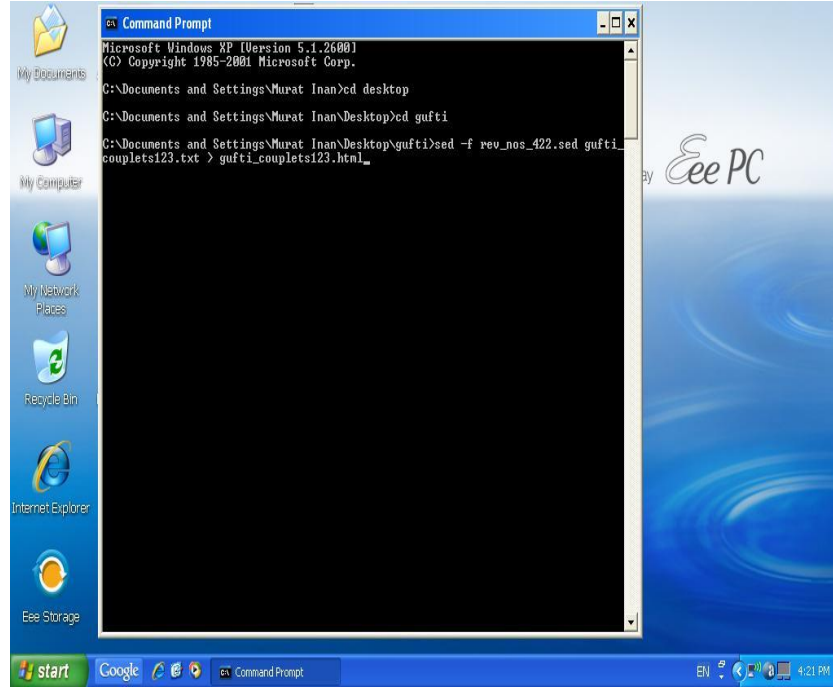 My Documents
My Computer
My Network
Places
Recycle Bin
Internet Explorer
Eee Storage
Command Prompt
Microsoft Windows XP [Version 5.1.2600]
(C) Copyright 1985-2001 Microsoft Corp.
C:\Documents and Settings\Murat Inan>cd desktop
C:\Documents and Settings\Murat Inan\Desktop>cd gufti
C:\Documents and Settings\Murat Inan\Desktop\gufti>sed -f rev_nos_422.sed gufti_
couplets123.txt > gufti_couplets123.html_
ay Eee PC
start
Google
Command Prompt
EN
4:21 PM